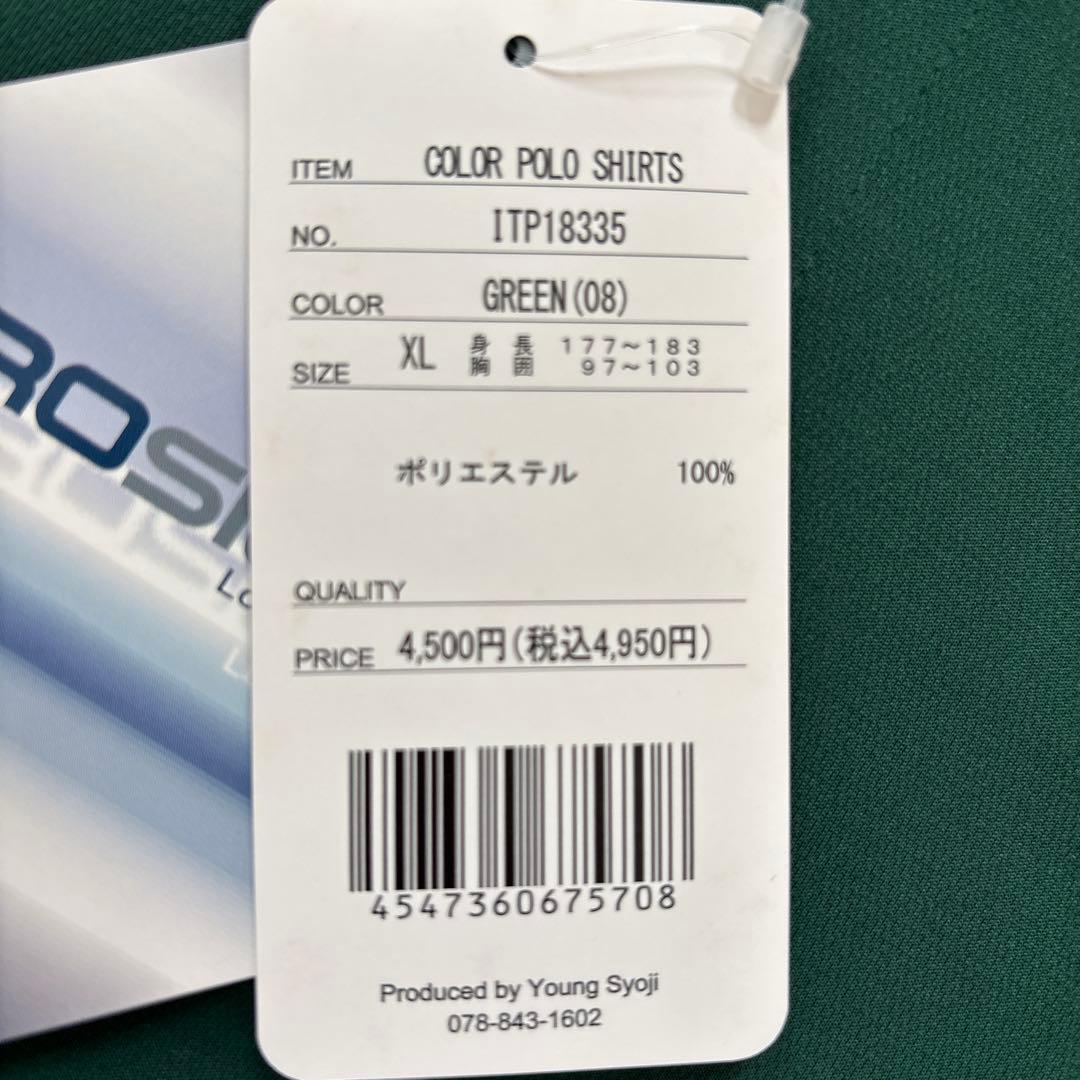 ITEM COLOR POLO SHIRTS
NO. ITP18335
COLOR GREEN(08)
SIZE XL 身長 177～183
胸囲 97～103
ポリエステル 100%
QUALITY
PRICE 4,500円(税込4,950円)
4547360675708
Produced by Young Syoji
078-843-1602